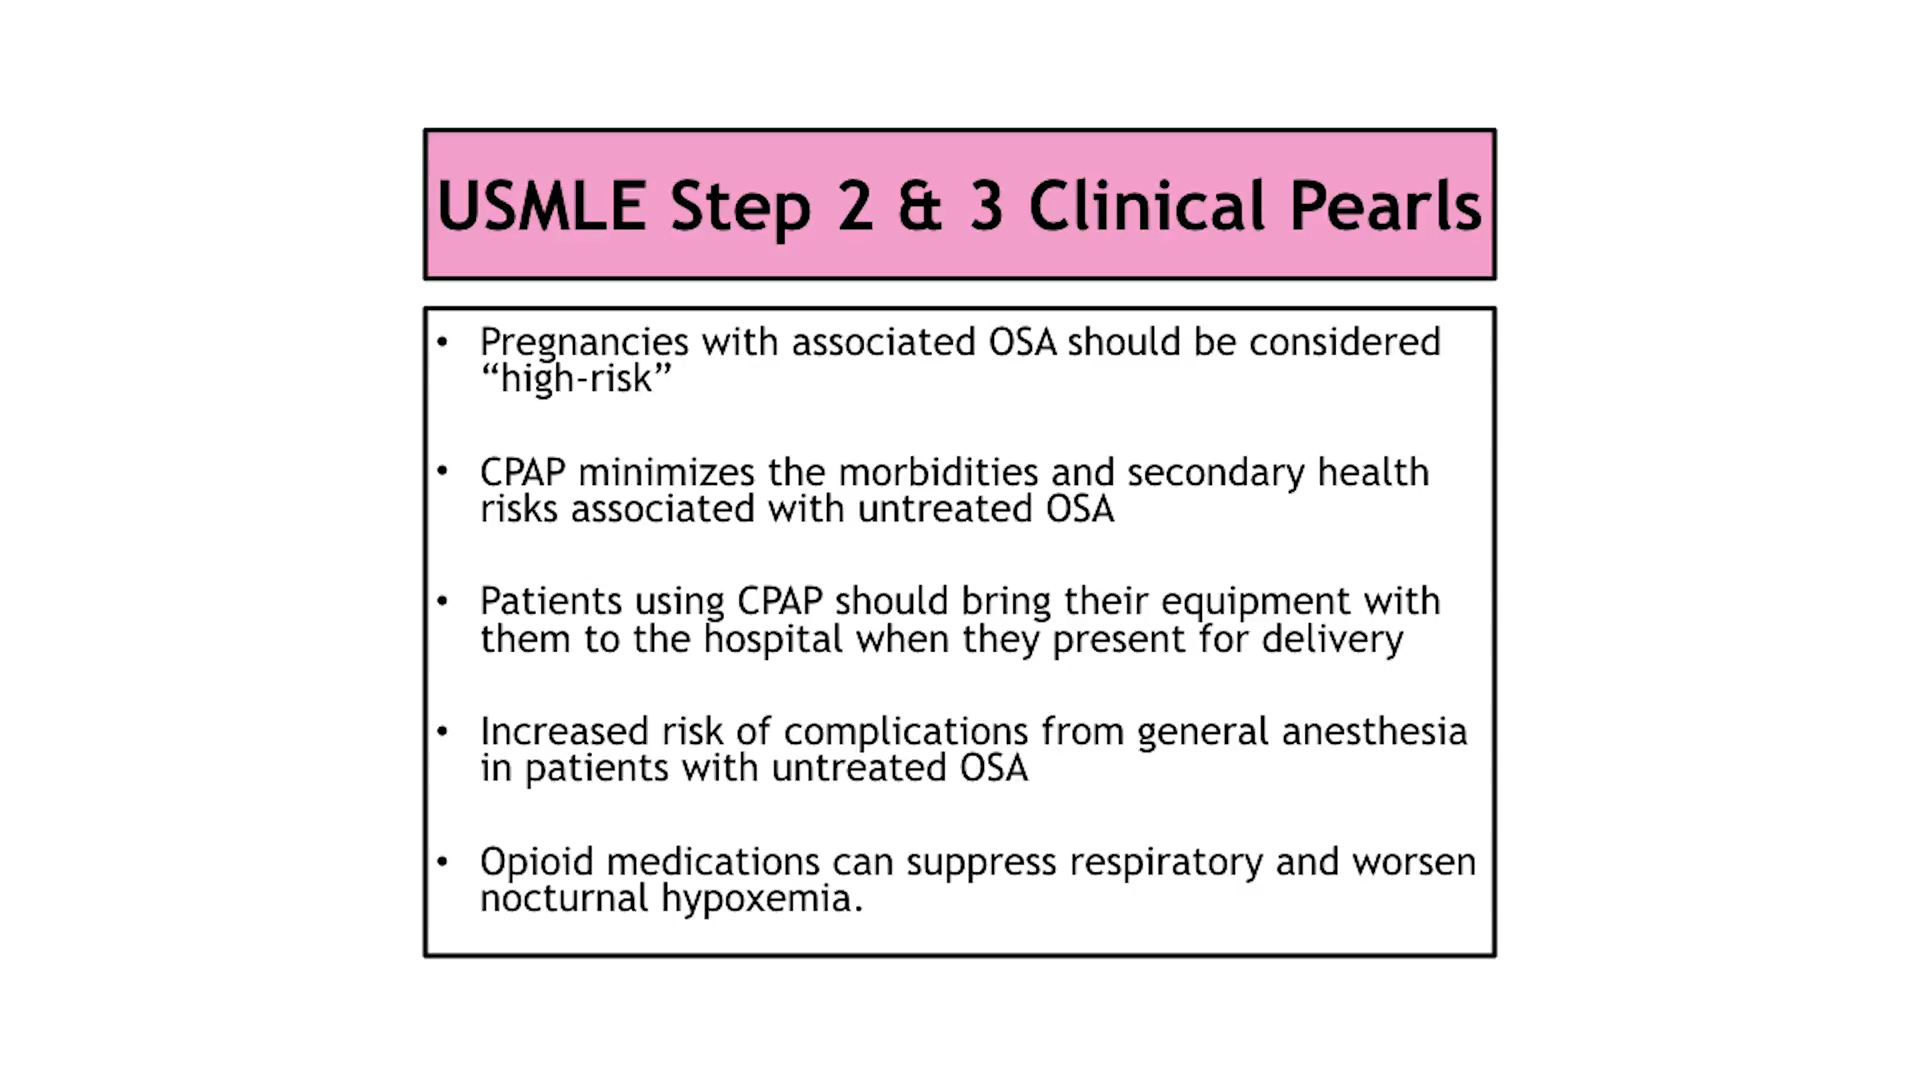 USMLE Step 2 & 3 Clinical Pearls
• Pregnancies with associated OSA should be considered
“high-risk”
• CPAP minimizes the morbidities and secondary health
risks associated with untreated OSA
• Patients using CPAP should bring their equipment with
them to the hospital when they present for delivery
• Increased risk of complications from general anesthesia
in patients with untreated OSA
• Opioid medications can suppress respiratory and worsen
nocturnal hypoxemia.